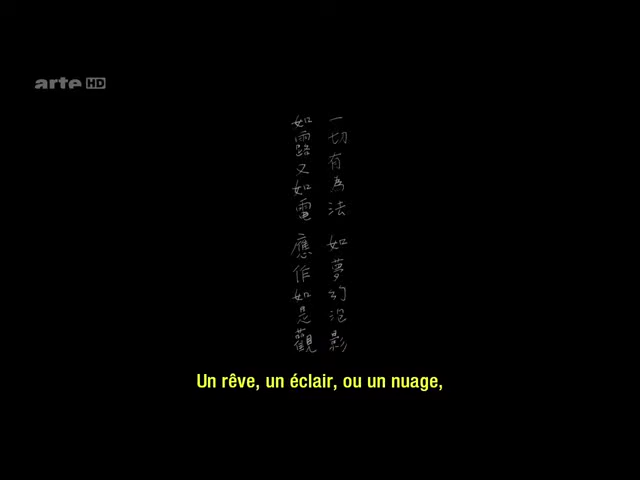 arte HD
一切有為法 如夢幻泡影
如露又如電 應作如是觀
Un rêve, un éclair, ou un nuage,